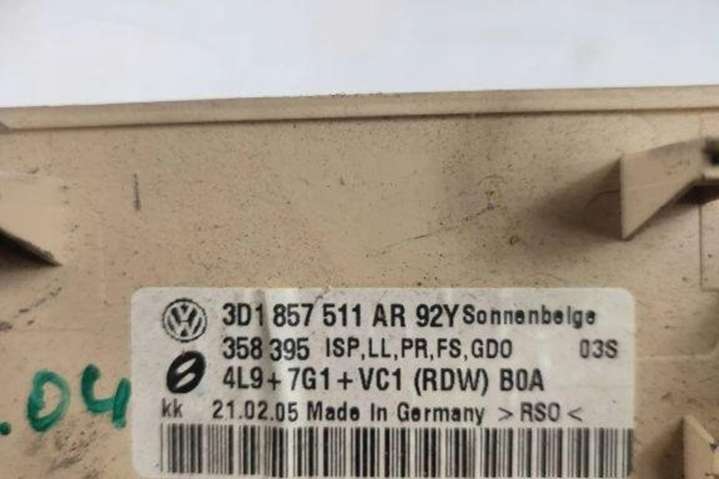 3D1 857 511 AR 92Y Sonnenbeige
358 395 ISP,LL,PR,FS,GDO 03S
4L9+7G1+VC1 (RDW) B0A
kk 21.02.05 Made In Germany >RSO<
.04